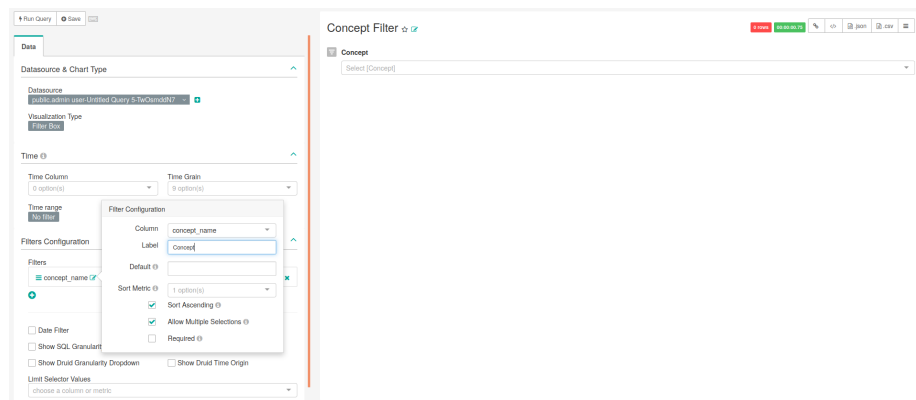 Run Query
Save
Data
Datasource & Chart Type
Datasource
public.admin user-Untitled Query 5-TwOsmddN7
Visualization Type
Filter Box
Time
Time Column
Time Grain
0 option(s)
9 option(s)
Time range
No filter
Filters Configuration
Filters
concept_name
Filter Configuration
Column
concept_name
Label
Concept
Default
Sort Metric
1 option(s)
Sort Ascending
Allow Multiple Selections
Required
Date Filter
Show SQL Granularit
Show Druid Granularity Dropdown
Show Druid Time Origin
Limit Selector Values
choose a column or metric
Concept Filter
0 rows
00:00:00.72
</>
.json
.csv
Concept
Select [Concept]